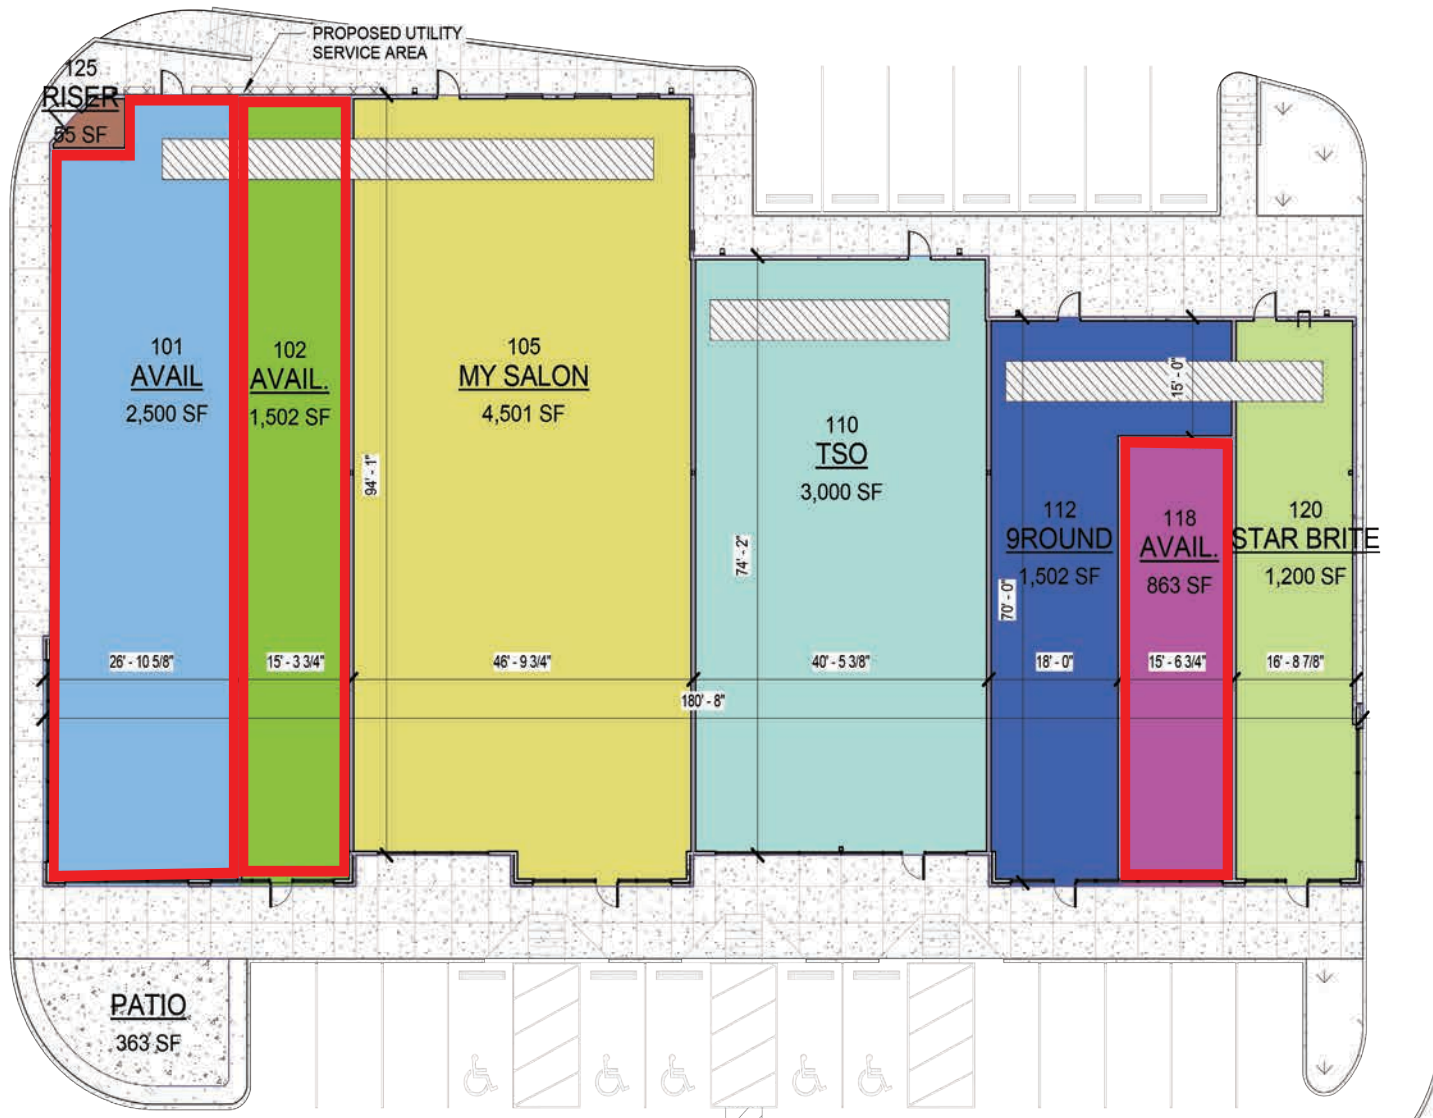 PROPOSED UTILITY
SERVICE AREA
125
RISER
55 SF
101
AVAIL
2,500 SF
102
AVAIL.
1,502 SF
105
MY SALON
4,501 SF
110
TSO
3,000 SF
112
9ROUND
1,502 SF
118
AVAIL.
863 SF
120
STAR BRITE
1,200 SF
94' - 1"
74' - 2"
70' - 0"
15' - 0"
26' - 10 5/8"
15' - 3 3/4"
46' - 9 3/4"
40' - 5 3/8"
18' - 0"
15' - 6 3/4"
16' - 8 7/8"
180' - 8"
PATIO
363 SF